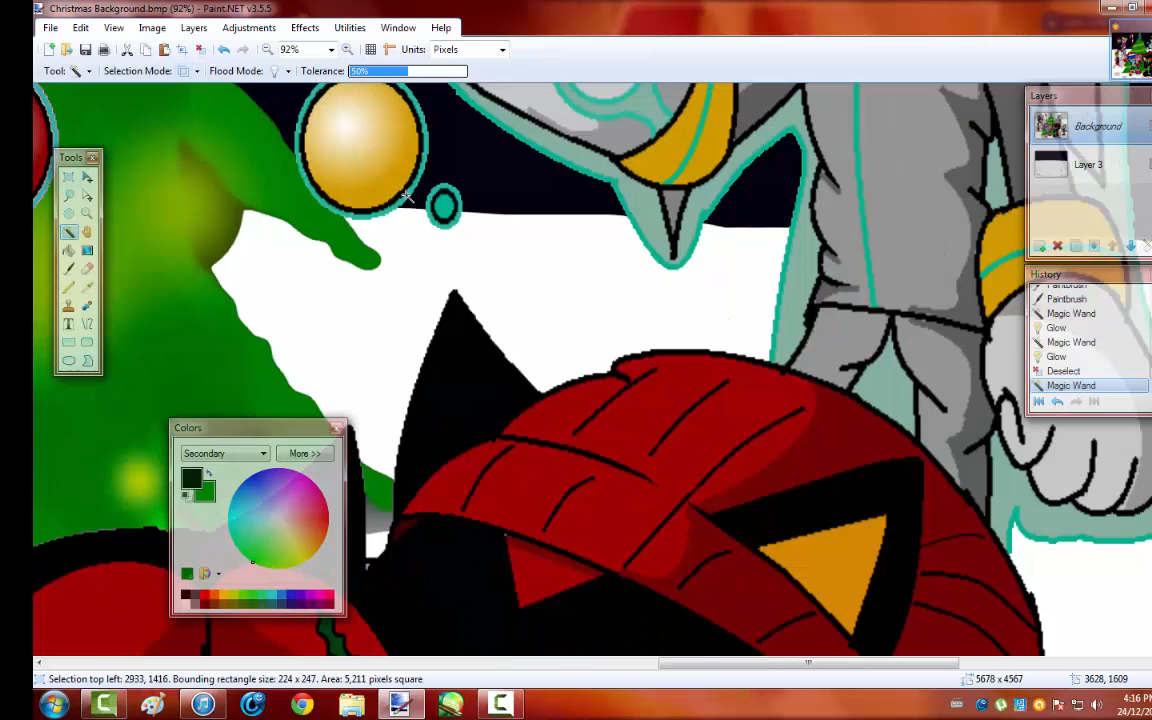 Christmas Background.bmp (92%) - Paint.NET v3.5.5
File Edit View Image Layers Adjustments Effects Utilities Window Help
92% Units: Pixels
Tool: Selection Mode: Flood Mode: Tolerance: 50%
Layers
Background
Layer 3
Tools
History
Paintbrush
Paintbrush
Magic Wand
Glow
Magic Wand
Glow
Deselect
Magic Wand
Colors
Secondary More >>
Selection top left: 2933, 1416. Bounding rectangle size: 224 x 247. Area: 5,211 pixels square
5678 x 4567
3628, 1609
4:16 PM